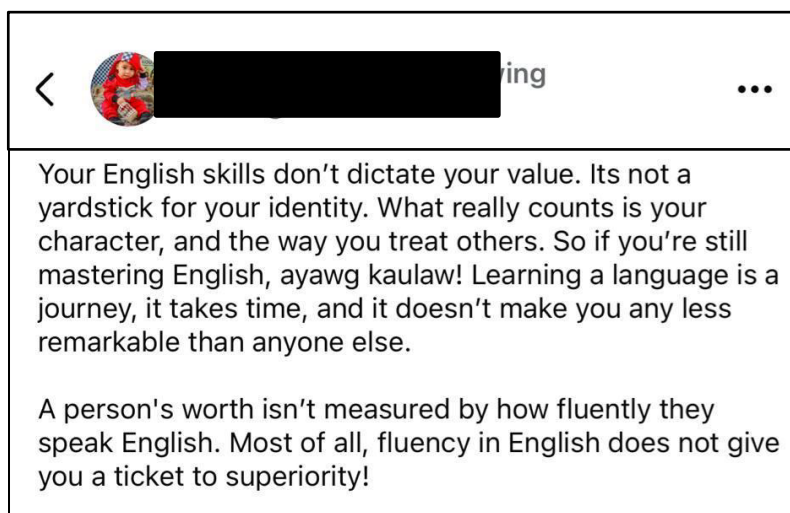 ing
Your English skills don’t dictate your value. Its not a
yardstick for your identity. What really counts is your
character, and the way you treat others. So if you’re still
mastering English, ayawg kaulaw! Learning a language is a
journey, it takes time, and it doesn’t make you any less
remarkable than anyone else.
A person's worth isn’t measured by how fluently they
speak English. Most of all, fluency in English does not give
you a ticket to superiority!